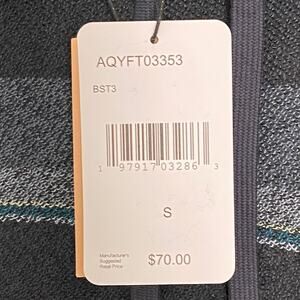 AQYFT03353
BST3
1 97917 03286 3
S
Manufacturer's
Suggested
Retail Price
$70.00